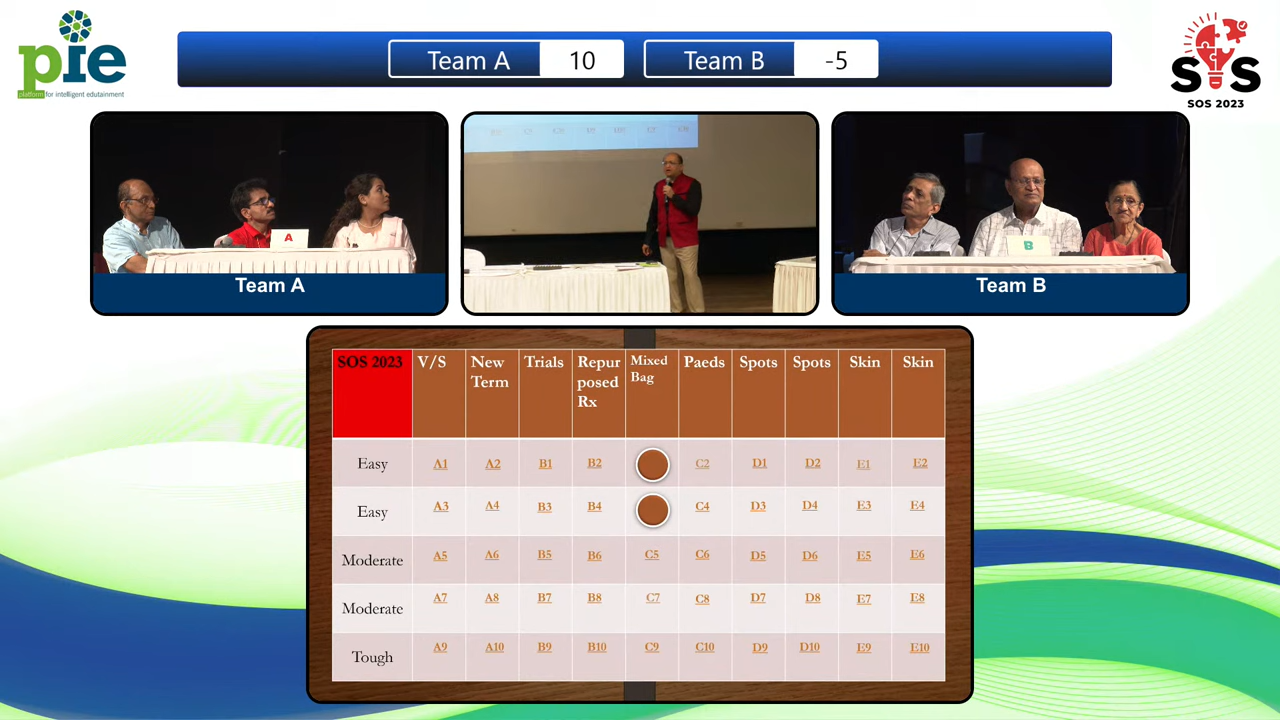 pie
platform for intelligent edutainment
Team A 10 Team B -5
SOS
SOS 2023
A
B
Team A
Team B
SOS 2023 V/S New Term Trials Repur posed Rx Mixed Bag Paeds Spots Spots Skin Skin
Easy A1 A2 B1 B2 C2 D1 D2 E1 E2
Easy A3 A4 B3 B4 C4 D3 D4 E3 E4
Moderate A5 A6 B5 B6 C5 C6 D5 D6 E5 E6
Moderate A7 A8 B7 B8 C7 C8 D7 D8 E7 E8
Tough A9 A10 B9 B10 C9 C10 D9 D10 E9 E10